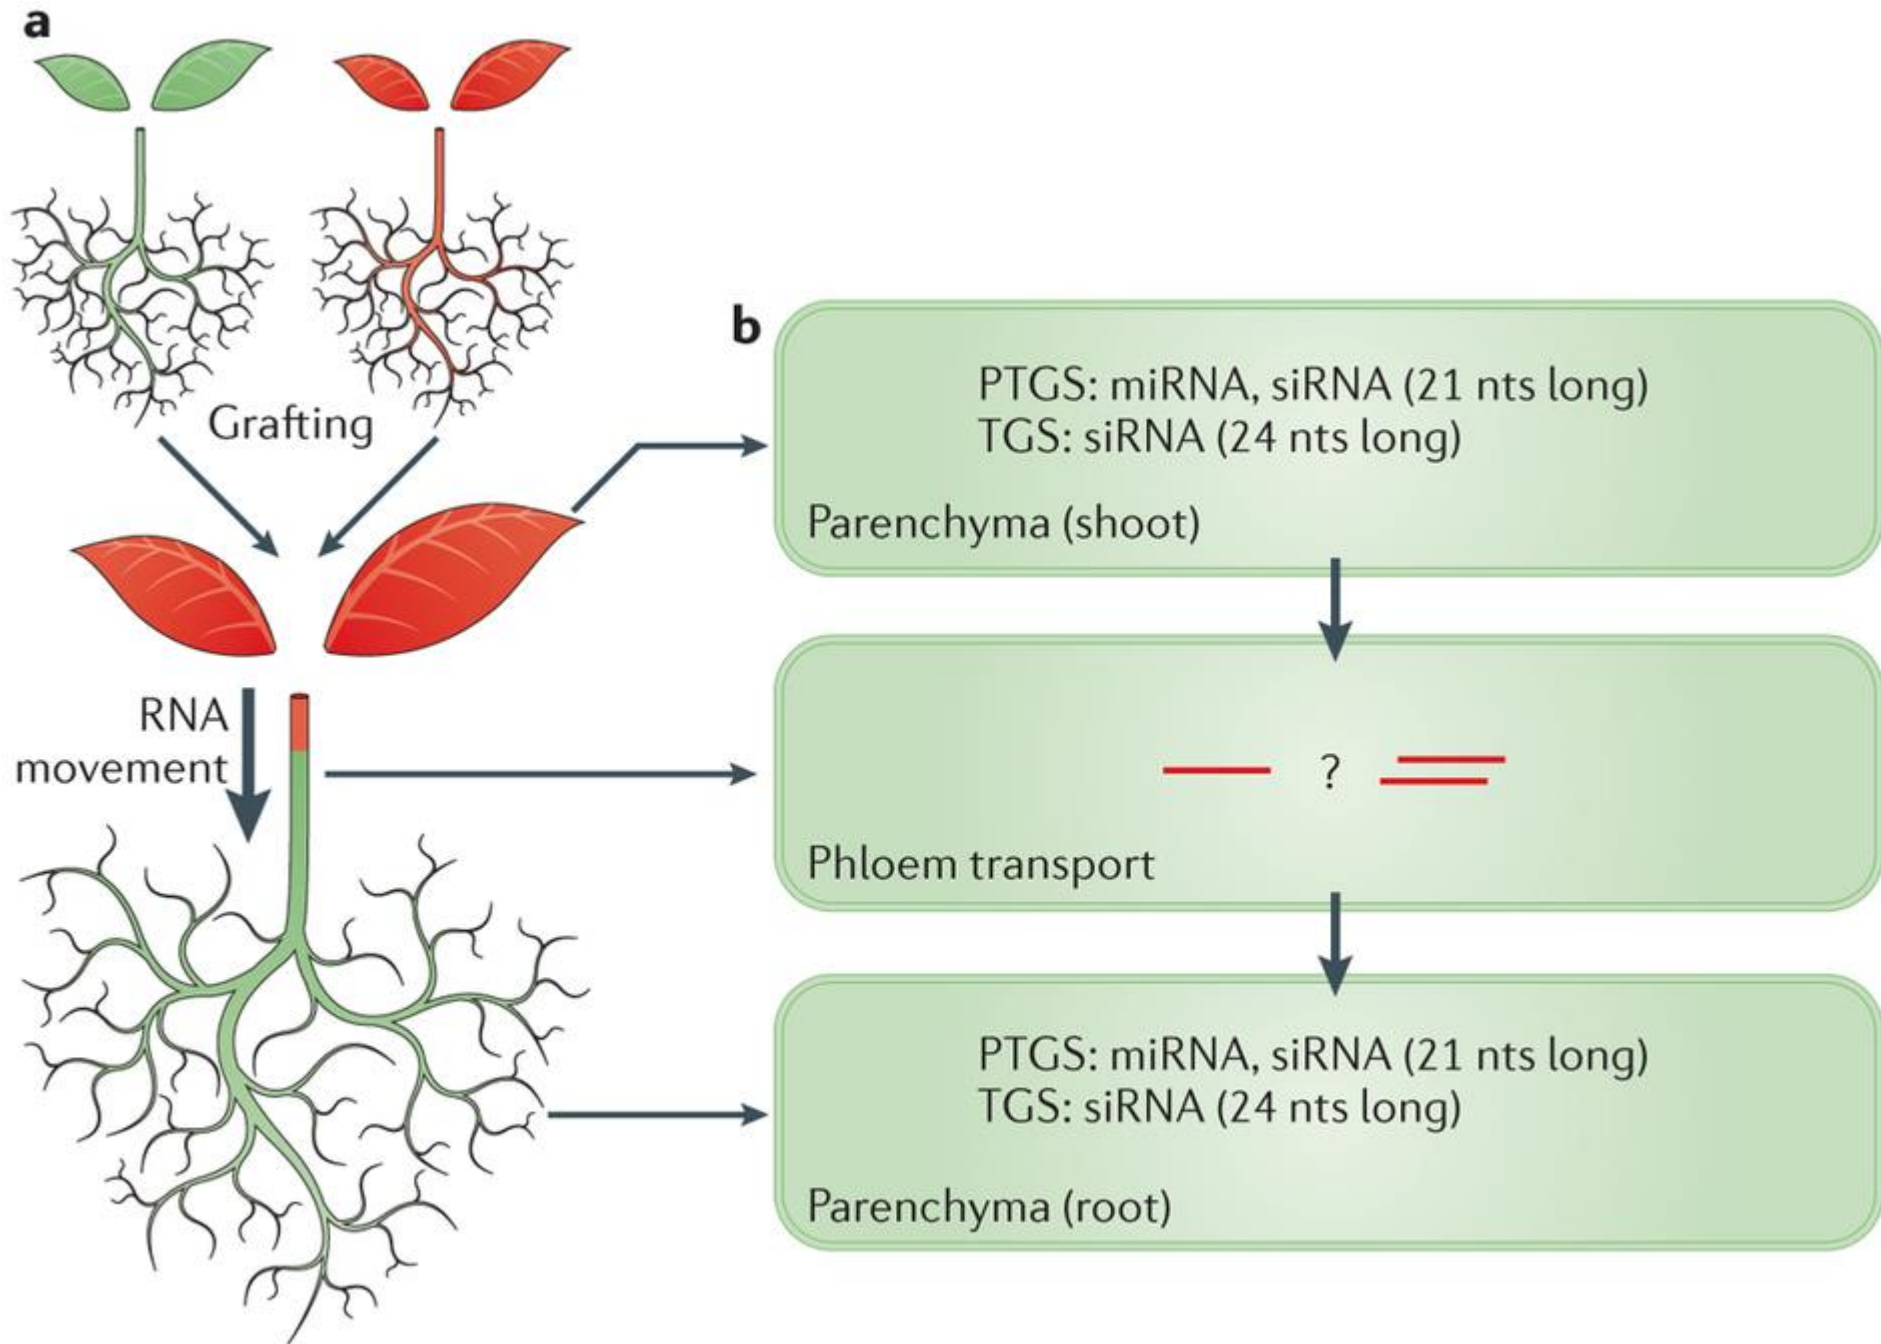 a
Grafting
RNA
movement
b
PTGS: miRNA, siRNA (21 nts long)
TGS: siRNA (24 nts long)
Parenchyma (shoot)
?
Phloem transport
PTGS: miRNA, siRNA (21 nts long)
TGS: siRNA (24 nts long)
Parenchyma (root)